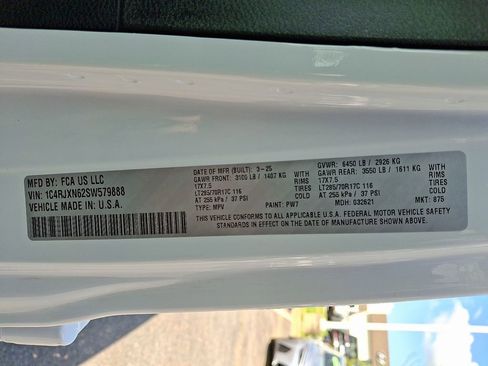 MFD BY: FCA US LLC
VIN: 1C4RJXN62SW579888
VEHICLE MADE IN: U.S.A.
DATE OF MFR (BUILT): 3-25
GAWR FRONT: 3100 LB / 1407 KG WITH
17X7.5 RIMS
LT285/70R17C 116 TIRES
AT 255 kPa / 37 PSI COLD
TYPE: MPV PAINT: PW7
GVWR: 6450 LB / 2926 KG
GAWR REAR: 3550 LB / 1611 KG WITH
17X7.5 RIMS
LT285/70R17C 116 TIRES
AT 255 kPa / 37 PSI COLD
MDH: 032621 MKT: 875
THIS VEHICLE CONFORMS TO ALL APPLICABLE U.S.A. FEDERAL MOTOR VEHICLE SAFETY
STANDARDS IN EFFECT ON THE DATE OF MANUFACTURE SHOWN ABOVE.